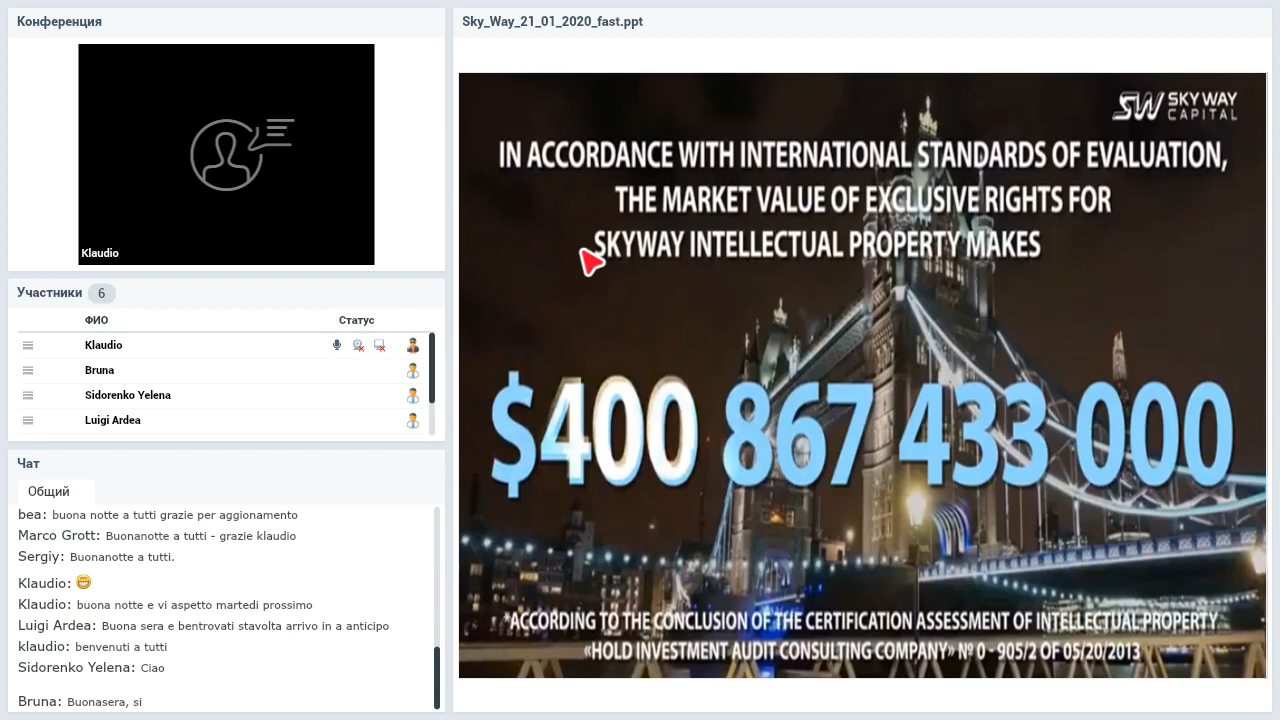 Конференция
Klaudio
Участники 6
ФИО Статус
Klaudio
Bruna
Sidorenko Yelena
Luigi Ardea
Чат
Общий
bea: buona notte a tutti grazie per aggionamento
Marco Grott: Buonanotte a tutti - grazie klaudio
Sergiy: Buonanotte a tutti.
Klaudio: 😁
Klaudio: buona notte e vi aspetto martedi prossimo
Luigi Ardea: Buona sera e bentrovati stavolta arrivo in a anticipo
klaudio: benvenuti a tutti
Sidorenko Yelena: Ciao
Bruna: Buonasera, si
Sky_Way_21_01_2020_fast.ppt
SW SKY WAY
CAPITAL
IN ACCORDANCE WITH INTERNATIONAL STANDARDS OF EVALUATION,
THE MARKET VALUE OF EXCLUSIVE RIGHTS FOR
SKYWAY INTELLECTUAL PROPERTY MAKES
$400 867 433 000
*ACCORDING TO THE CONCLUSION OF THE CERTIFICATION ASSESSMENT OF INTELLECTUAL PROPERTY
«HOLD INVESTMENT AUDIT CONSULTING COMPANY» № 0 - 905/2 OF 05/20/2013